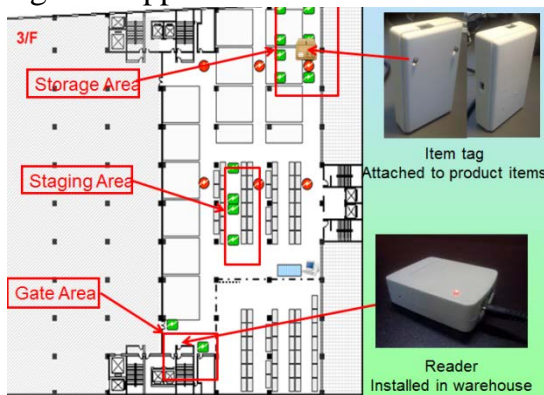 3/F
Storage Area
Staging Area
Gate Area
Item tag
Attached to product items
Reader
Installed in warehouse